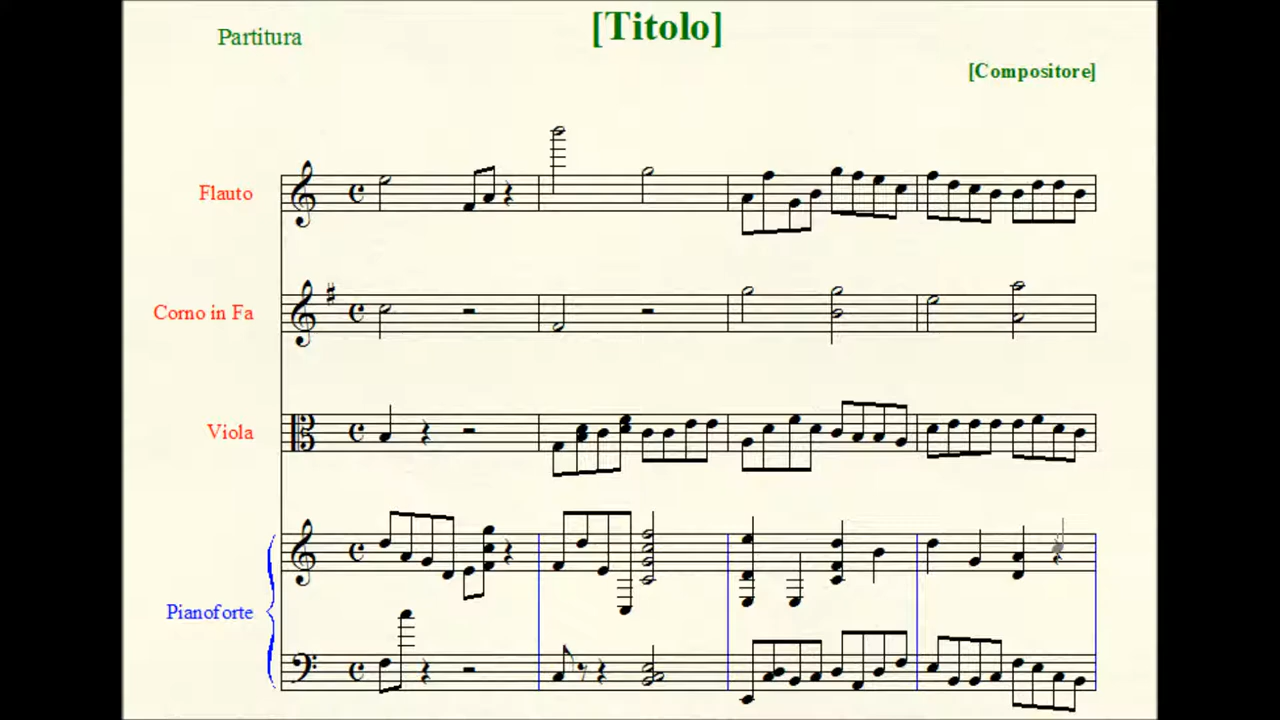 [Titolo]
Partitura
[Compositore]
Flauto
Corno in Fa
Viola
Pianoforte